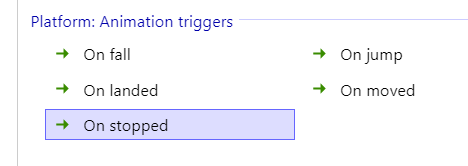 Platform: Animation triggers
On fall
On jump
On landed
On moved
On stopped